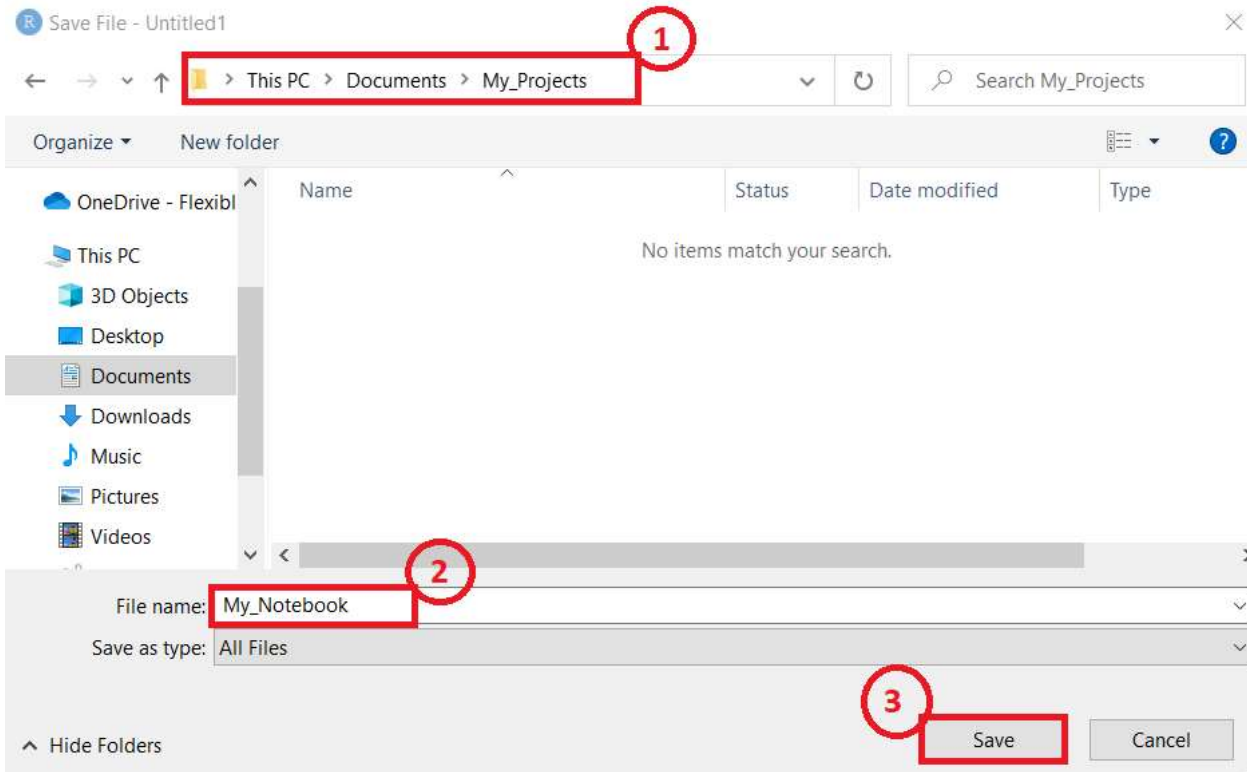 R Save File - Untitled1
1
> This PC > Documents > My_Projects
Search My_Projects
Organize New folder
?
Name Status Date modified Type
OneDrive - Flexibl
This PC
No items match your search.
3D Objects
Desktop
Documents
Downloads
Music
Pictures
Videos
2
File name: My_Notebook
Save as type: All Files
3
Hide Folders
Save Cancel